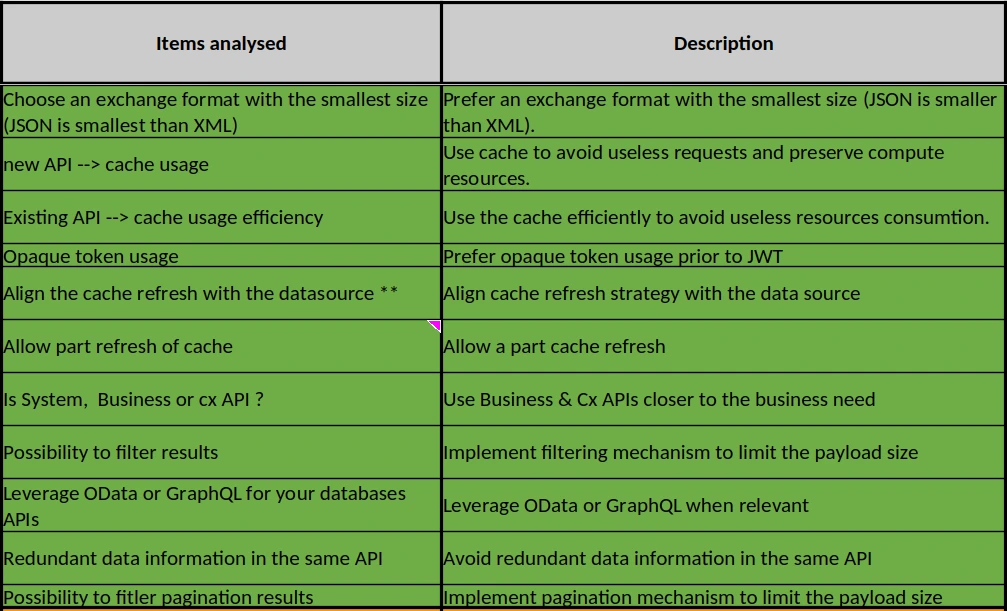 Items analysed
Description
Choose an exchange format with the smallest size
(JSON is smallest than XML)
Prefer an exchange format with the smallest size (JSON is smaller
than XML).
new API --> cache usage
Use cache to avoid useless requests and preserve compute
resources.
Existing API --> cache usage efficiency
Use the cache efficiently to avoid useless resources consumtion.
Opaque token usage
Prefer opaque token usage prior to JWT
Align the cache refresh with the datasource **
Align cache refresh strategy with the data source
Allow part refresh of cache
Allow a part cache refresh
Is System,  Business or cx API ?
Use Business & Cx APIs closer to the business need
Possibility to filter results
Implement filtering mechanism to limit the payload size
Leverage OData or GraphQL for your databases
APIs
Leverage OData or GraphQL when relevant
Redundant data information in the same API
Avoid redundant data information in the same API
Possibility to fitler pagination results
Implement pagination mechanism to limit the payload size